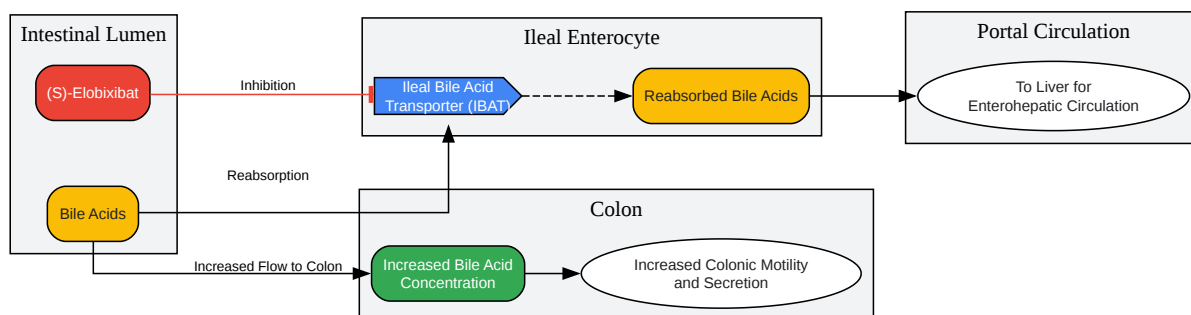 Intestinal Lumen
(S)-Elobixibat
Bile Acids
Inhibition
Reabsorption
Increased Flow to Colon
Ileal Enterocyte
Ileal Bile Acid
Transporter (IBAT)
Reabsorbed Bile Acids
Portal Circulation
To Liver for
Enterohepatic Circulation
Colon
Increased Bile Acid
Concentration
Increased Colonic Motility
and Secretion